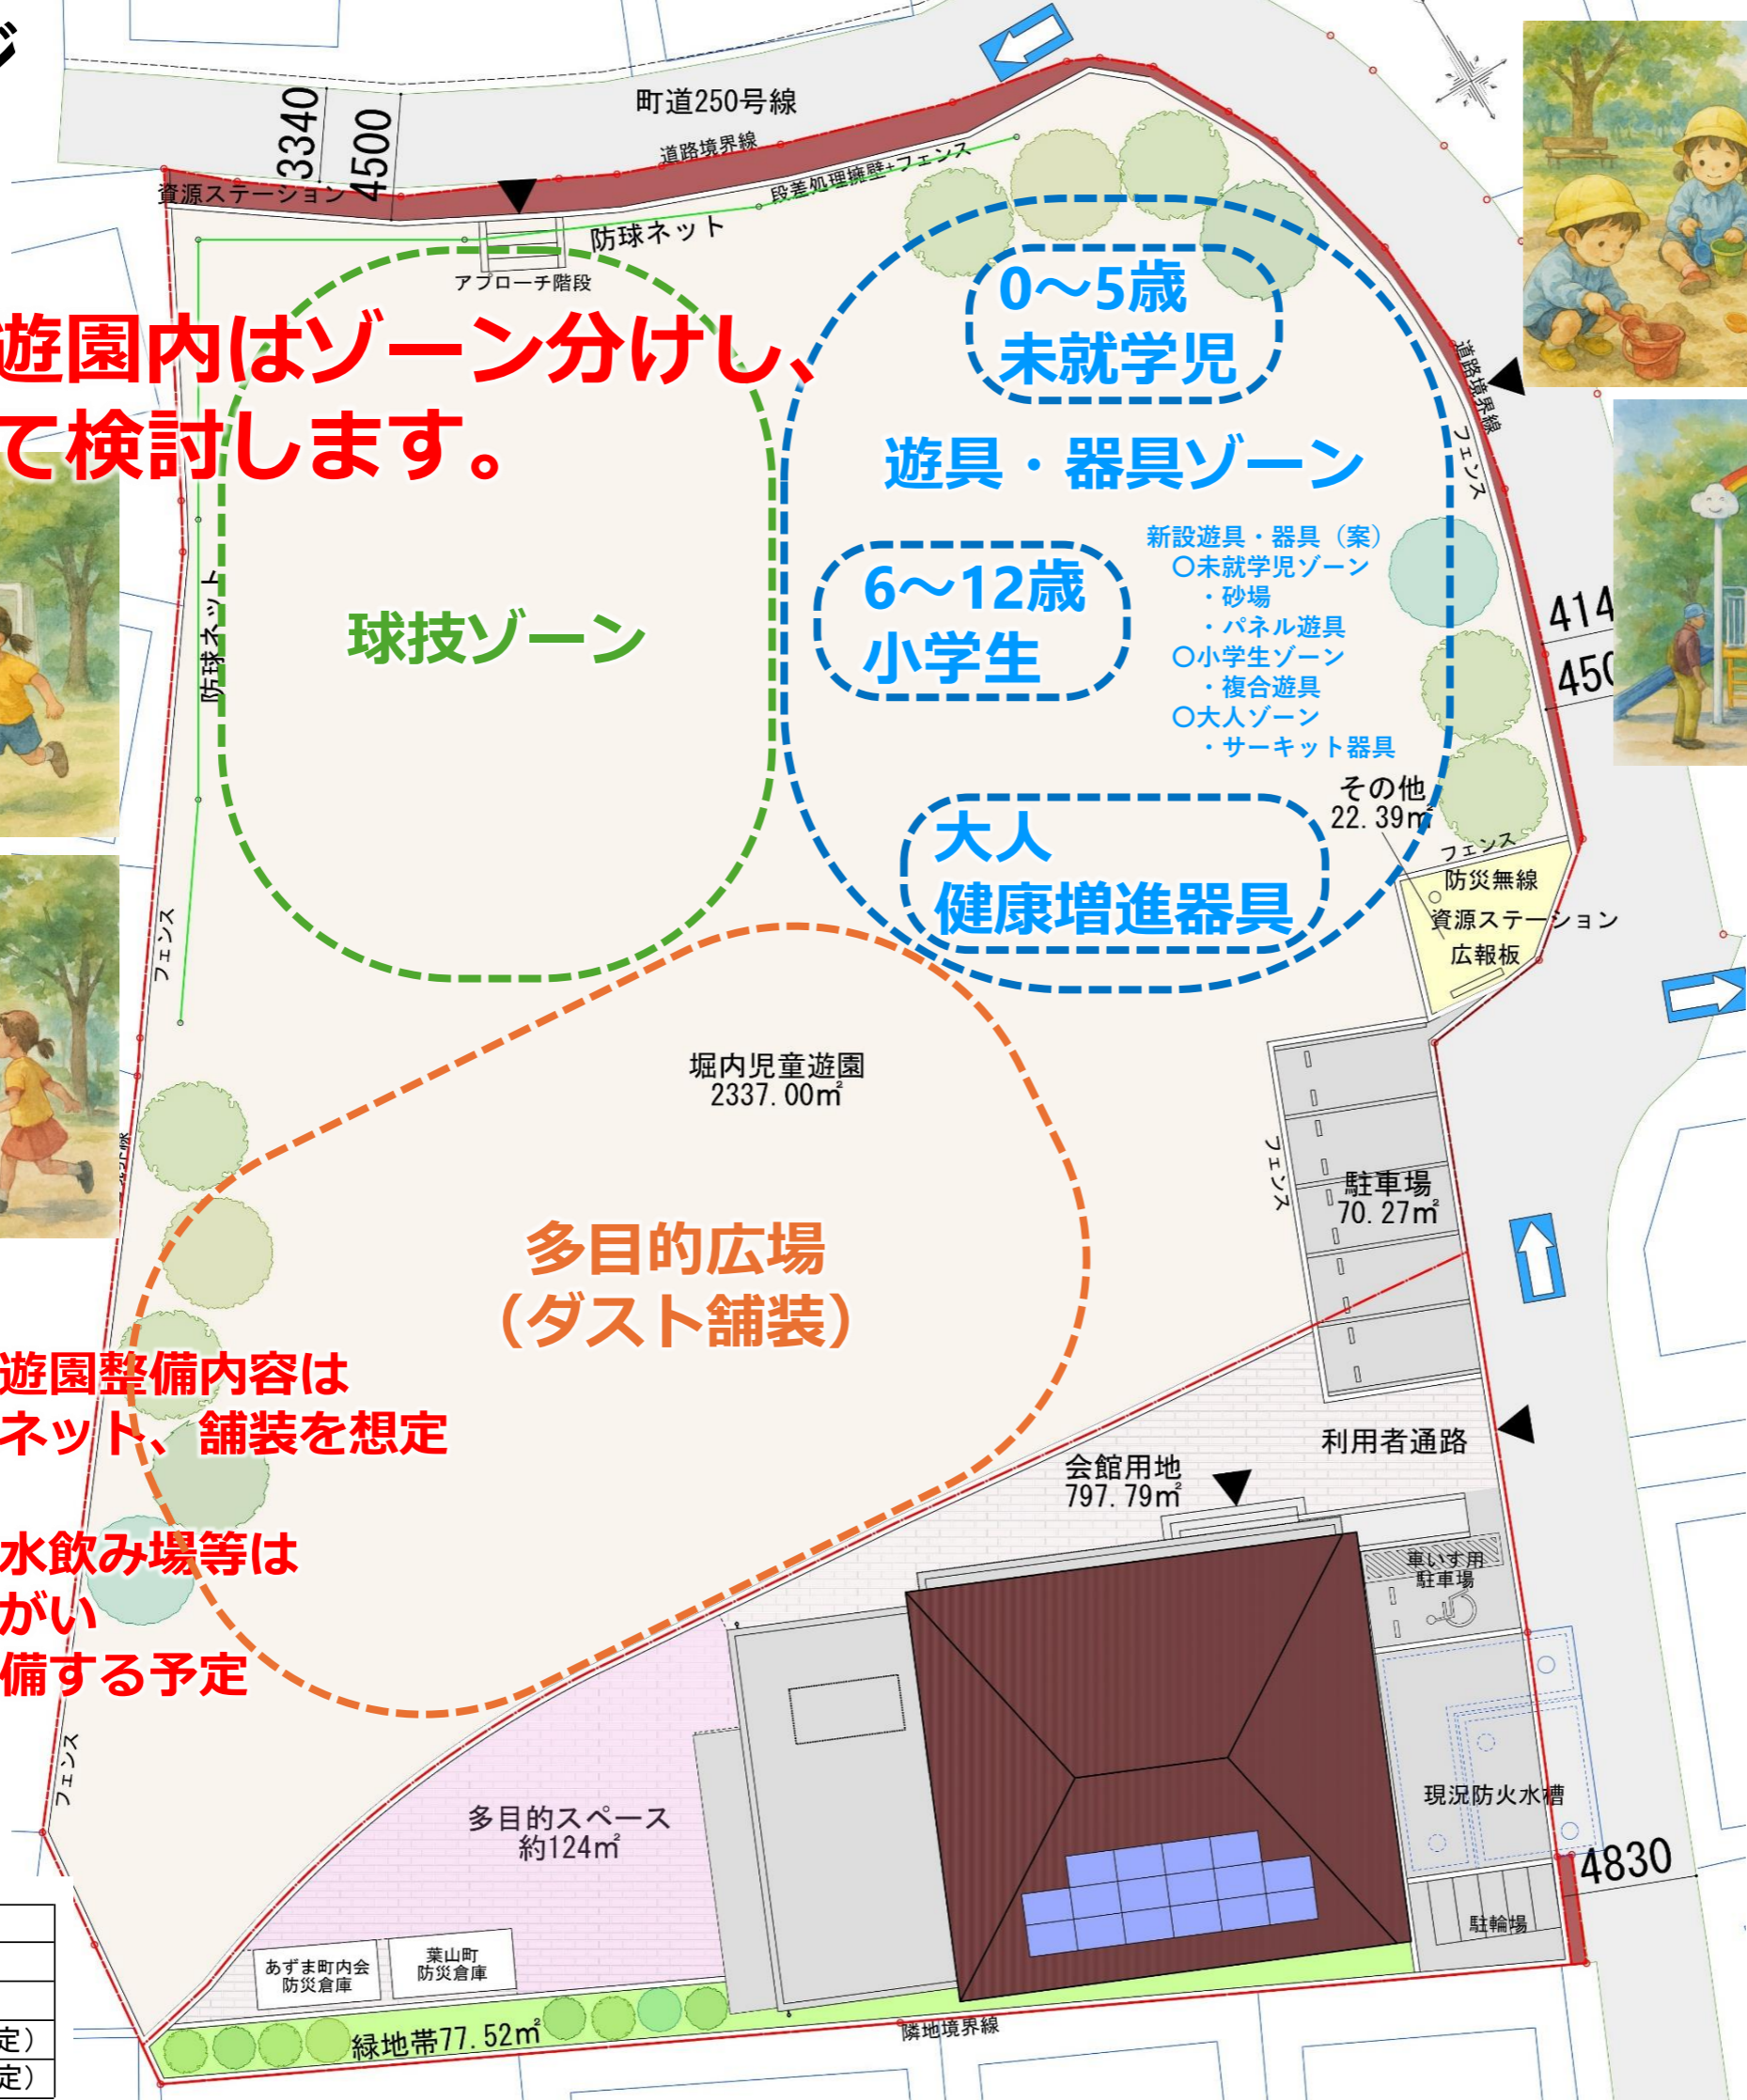 ジ
3340
4500
町道250号線
道路境界線
資源ステーション
段差処理擁壁+フェンス
防球ネット
アプローチ階段
0～5歳
未就学児
遊園内はゾーン分けし、
て検討します。
道路境界線
フェンス
遊具・器具ゾーン
新設遊具・器具（案）
〇未就学児ゾーン
・砂場
・パネル遊具
〇小学生ゾーン
・複合遊具
〇大人ゾーン
・サーキット器具
6～12歳
小学生
球技ゾーン
防球ネット
414
450
その他
22.39㎡
大人
健康増進器具
フェンス
防災無線
資源ステーション
広報板
フェンス
堀内児童遊園
2337.00㎡
フェンス
駐車場
70.27㎡
多目的広場
（ダスト舗装）
遊園整備内容は
ネット、舗装を想定
利用者通路
会館用地
797.79㎡
水飲み場等は
がい
備する予定
車いす用
駐車場
フェンス
現況防火水槽
多目的スペース
約124㎡
4830
駐輪場
あずま町内会
防災倉庫
葉山町
防災倉庫
緑地帯77.52㎡
隣地境界線
定）
定）